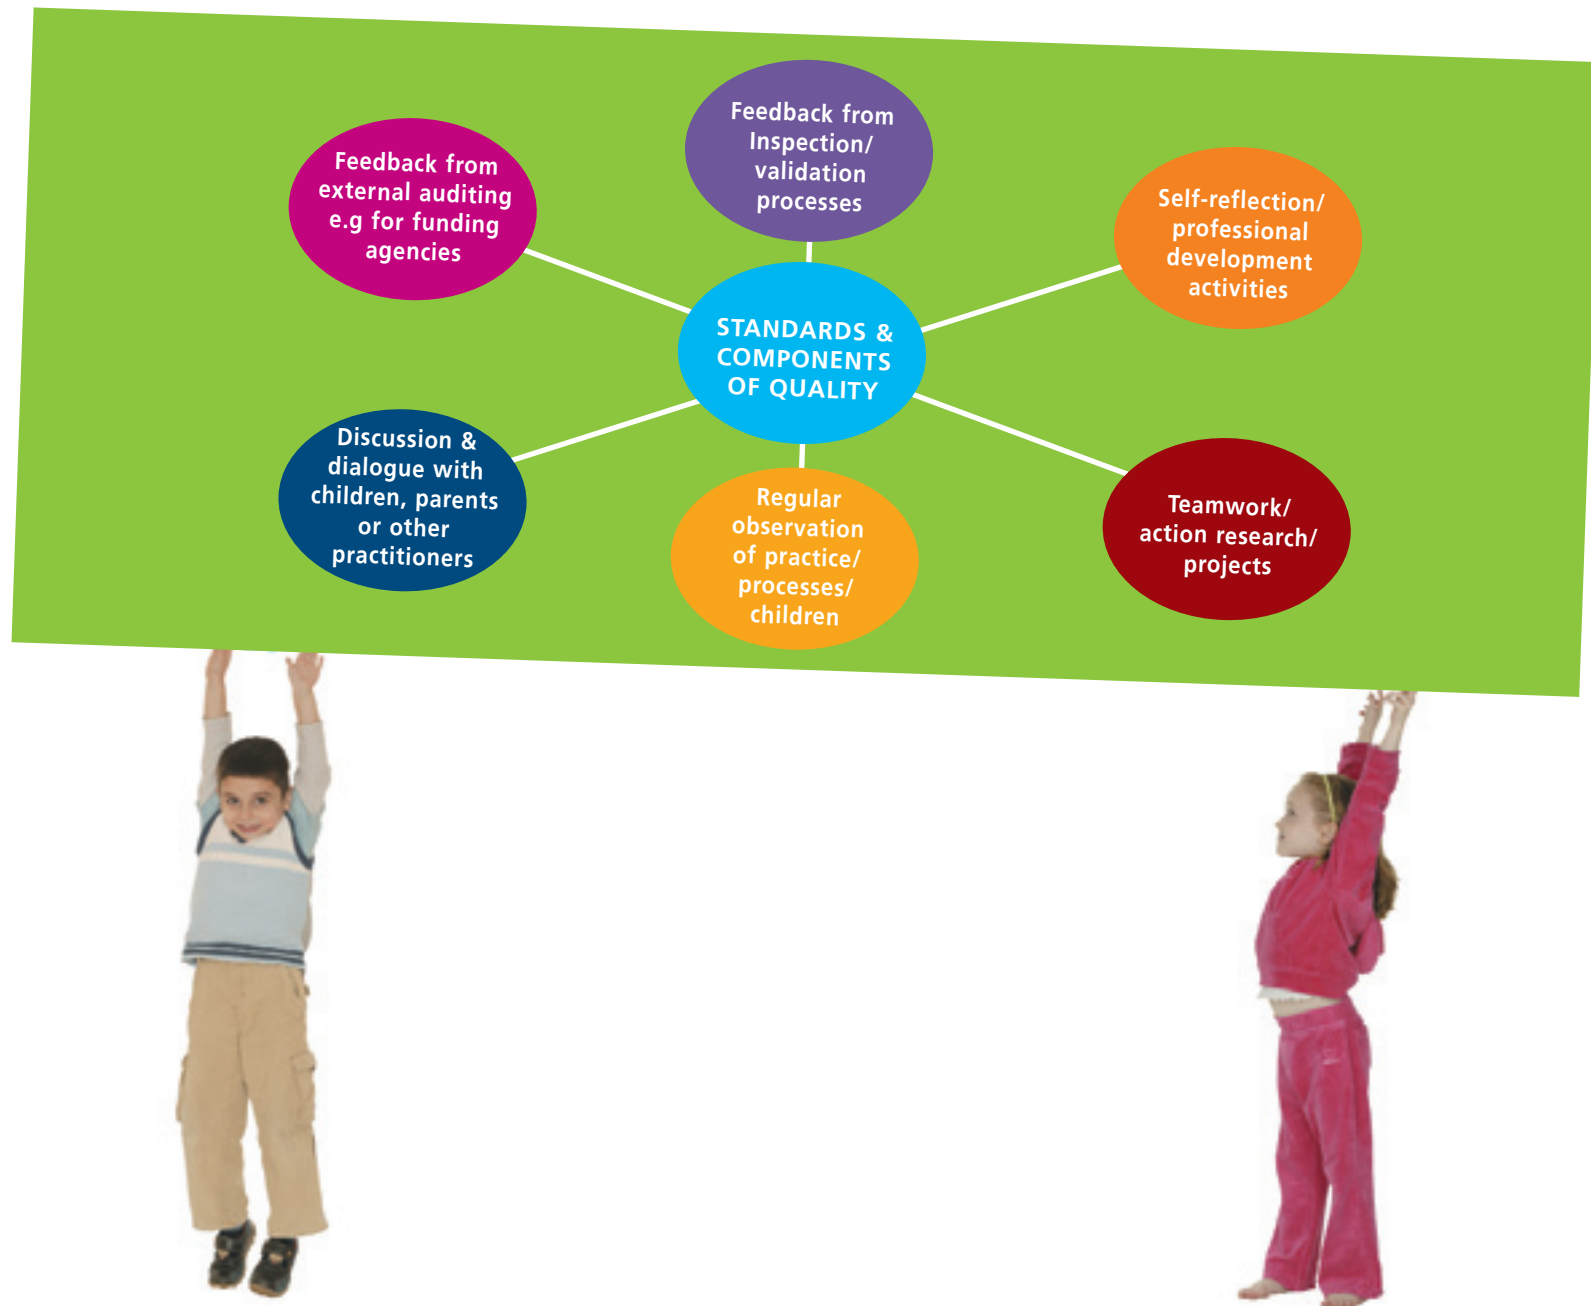 Feedback from
external auditing
e.g for funding
agencies
Feedback from
Inspection/
validation
processes
Self-reflection/
professional
development
activities
STANDARDS &
COMPONENTS
OF QUALITY
Discussion &
dialogue with
children, parents
or other
practitioners
Regular
observation
of practice/
processes/
children
Teamwork/
action research/
projects